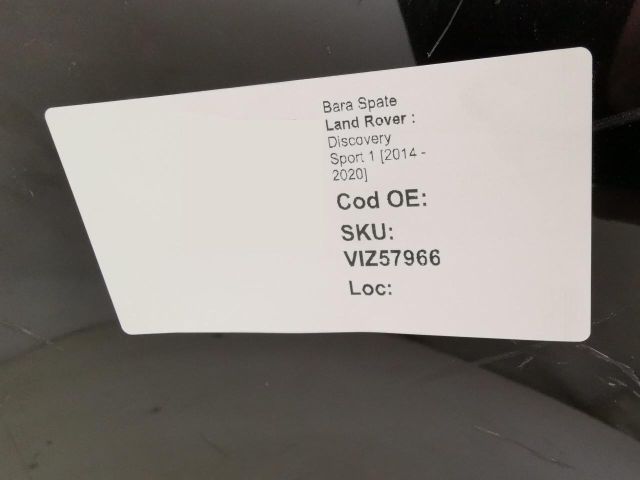 Bara Spate
Land Rover :
Discovery
Sport 1 [2014 -
2020]
Cod OE:
SKU:
VIZ57966
Loc: